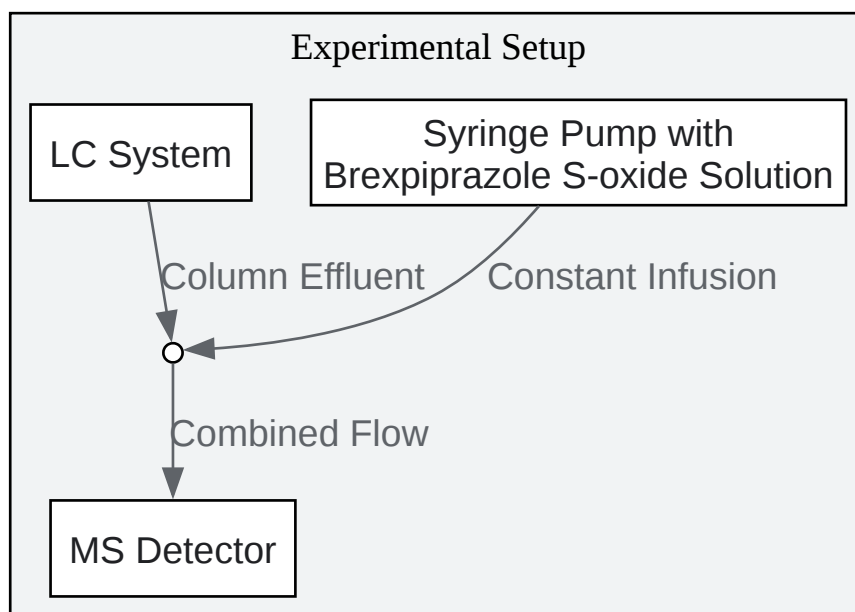 Experimental Setup
LC System
Syringe Pump with
Brexpiprazole S-oxide Solution
Column Effluent
Constant Infusion
Combined Flow
MS Detector